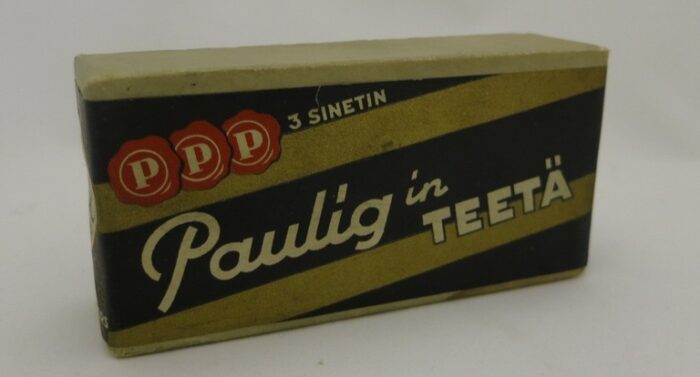 PPP 3 SINETIN
Paulig in
TEETÄ